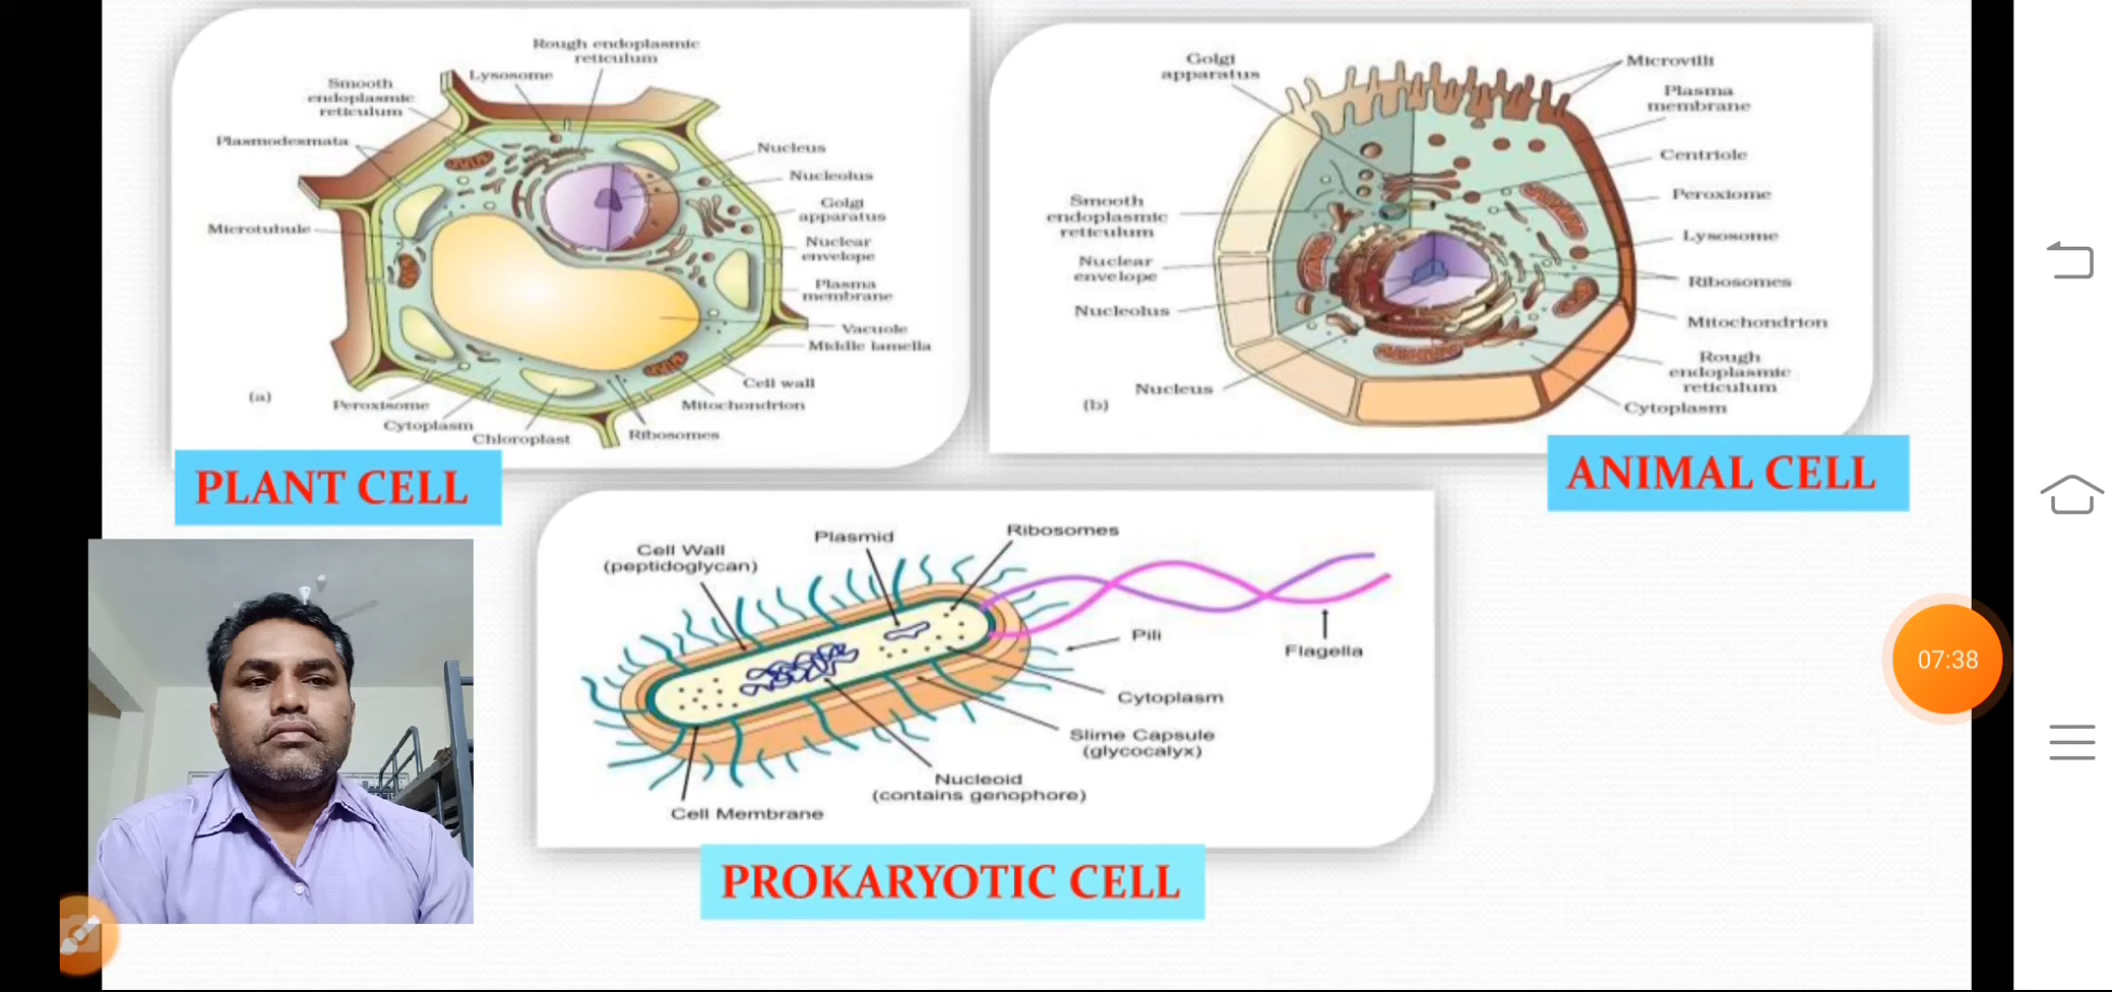 Rough endoplasmic
reticulum
Lysosome
Smooth
endoplasmic
reticulum
Plasmodesmata
Microtubule
Nucleus
Nucleolus
Golgi
apparatus
Nuclear
envelope
Plasma
membrane
Vacuole
Middle lamella
Cell wall
Mitochondrion
Ribosomes
Chloroplast
Cytoplasm
Peroxisome
(a)
PLANT CELL
Golgi
apparatus
Microvilli
Plasma
membrane
Centriole
Peroxiome
Lysosome
Ribosomes
Mitochondrion
Rough
endoplasmic
reticulum
Cytoplasm
Smooth
endoplasmic
reticulum
Nuclear
envelope
Nucleolus
Nucleus
(b)
ANIMAL CELL
Cell Wall
(peptidoglycan)
Plasmid
Ribosomes
Pili
Flagella
Cytoplasm
Slime Capsule
(glycocalyx)
Nucleoid
(contains genophore)
Cell Membrane
PROKARYOTIC CELL
07:38